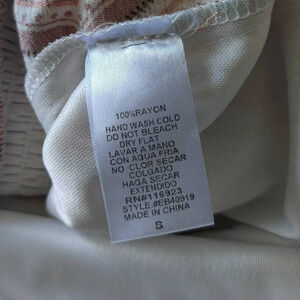 100%RAYON
HAND WASH COLD
DO NOT BLEACH
DRY FLAT
LAVAR A MANO
CON AGUA FRIA
NO CLOR SECAR
COLGADO
HAGA SECAR
EXTENDIDO
RN#116923
STYLE.#EB40919
MADE IN CHINA
S